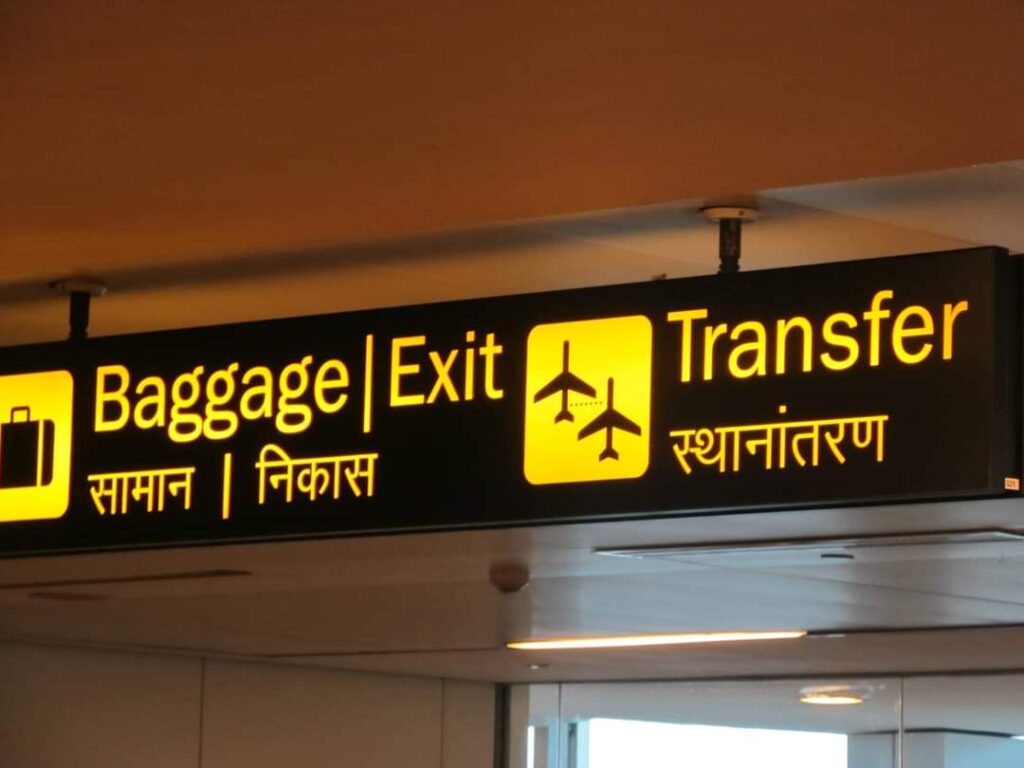 Baggage | Exit
सामान | निकास
Transfer
स्थानांतरण